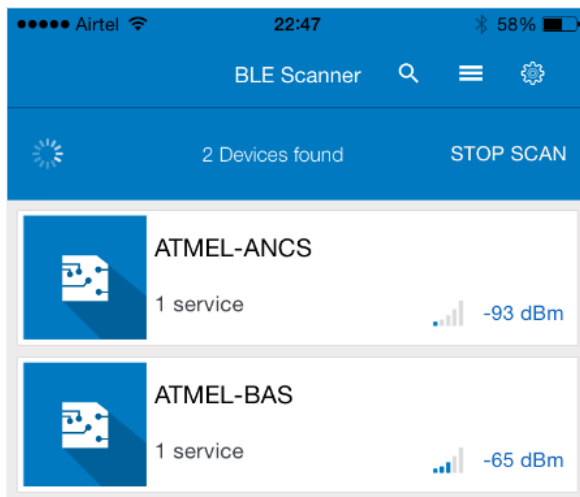 Airtel 22:47 58%
BLE Scanner
2 Devices found STOP SCAN
ATMEL-ANCS
1 service -93 dBm
ATMEL-BAS
1 service -65 dBm